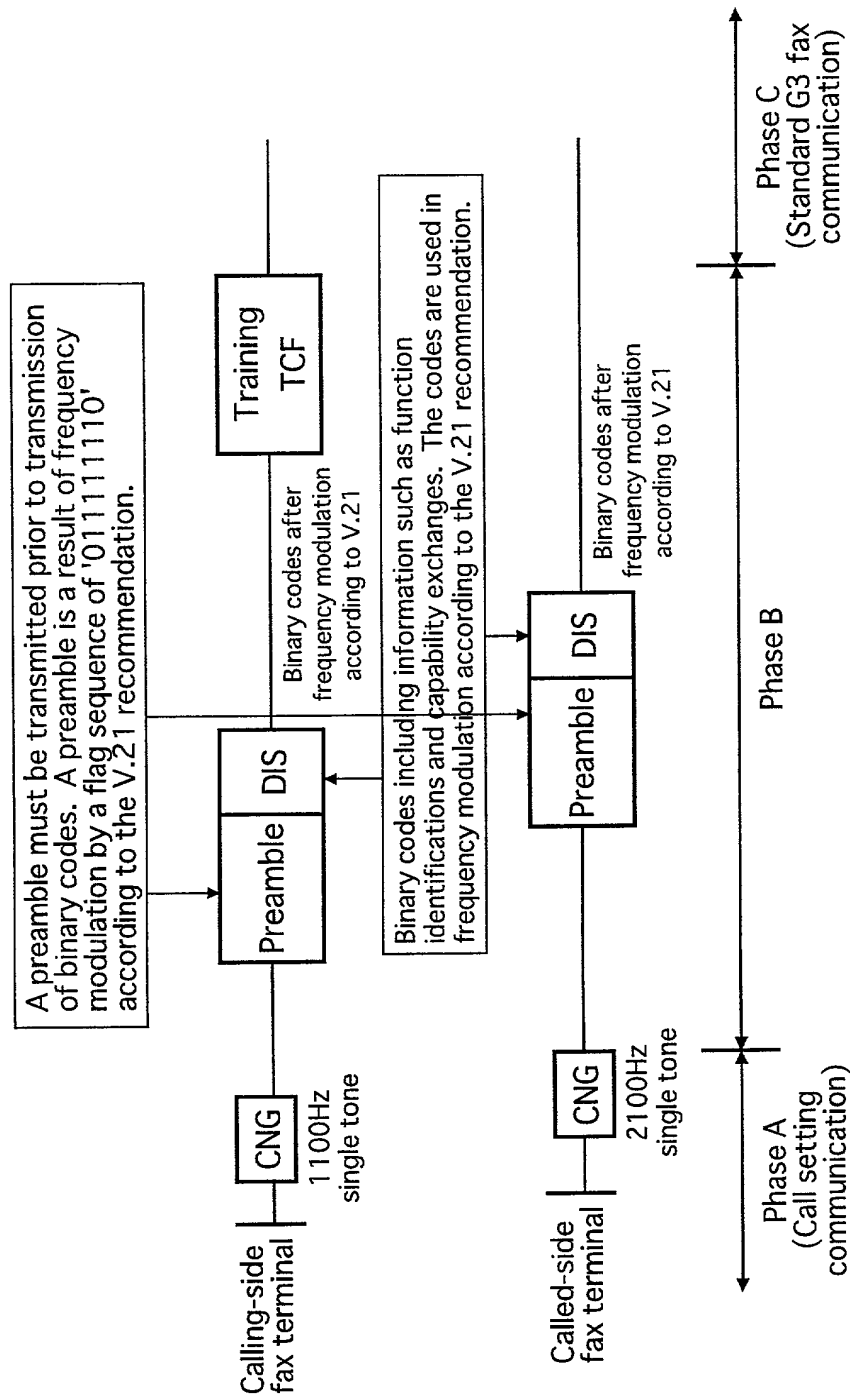 A preamble must be transmitted prior to transmission
of binary codes. A preamble is a result of frequency
modulation by a flag sequence of '011111110'
according to the V.21 recommendation.
Calling-side
fax terminal
CNG
1100Hz
single tone
Preamble
DIS
Binary codes after
frequency modulation
according to V.21
Training
TCF
Binary codes including information such as function
identifications and capability exchanges. The codes are used in
frequency modulation according to the V.21 recommendation.
Called-side
fax terminal
CNG
2100Hz
single tone
Preamble
DIS
Binary codes after
frequency modulation
according to V.21
Phase A
(Call setting
communication)
Phase B
Phase C
(Standard G3 fax
communication)